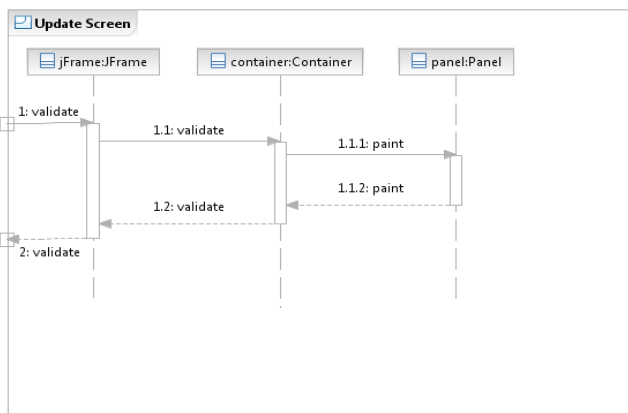 Update Screen
jFrame:JFrame
container:Container
panel:Panel
1: validate
1.1: validate
1.1.1: paint
1.1.2: paint
1.2: validate
2: validate